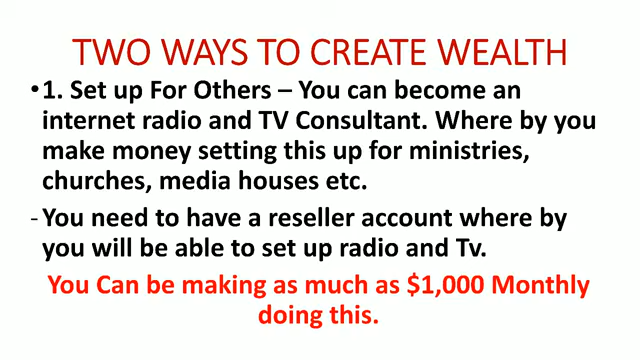 TWO WAYS TO CREATE WEALTH
•1. Set up For Others – You can become an
internet radio and TV Consultant. Where by you
make money setting this up for ministries,
churches, media houses etc.
- You need to have a reseller account where by
you will be able to set up radio and Tv.
You Can be making as much as $1,000 Monthly
doing this.